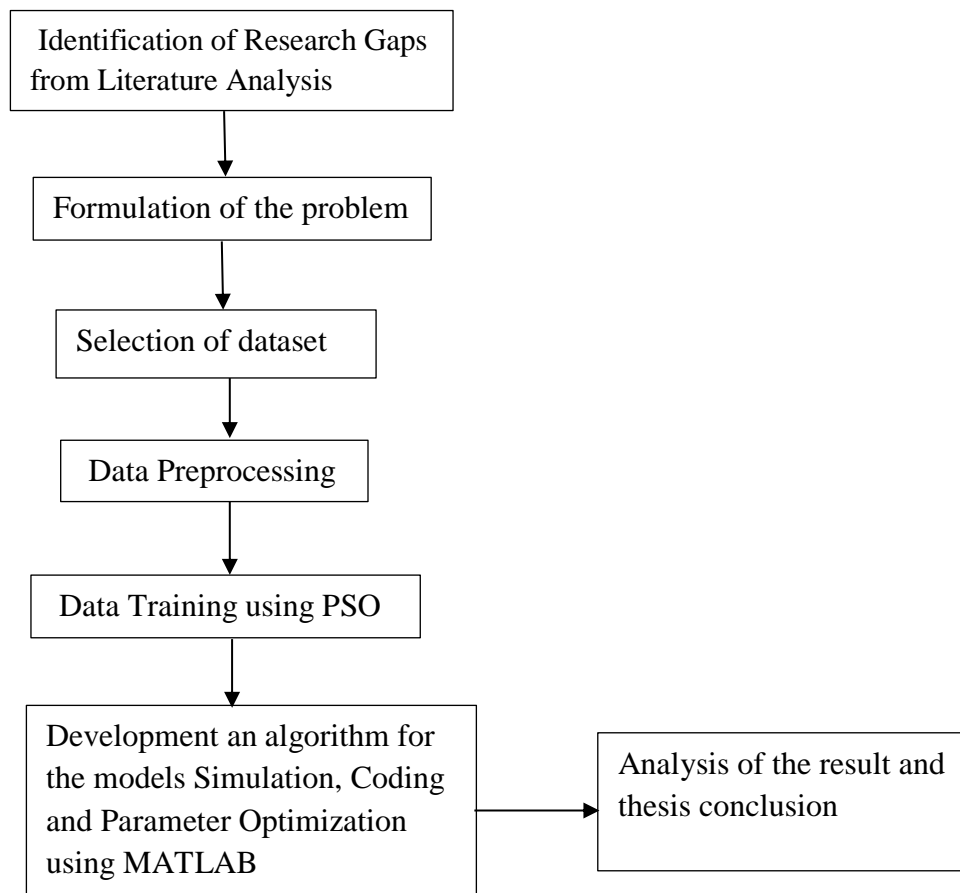 Identification of Research Gaps
from Literature Analysis
Formulation of the problem
Selection of dataset
Data Preprocessing
Data Training using PSO
Development an algorithm for
the models Simulation, Coding
and Parameter Optimization
using MATLAB
Analysis of the result and
thesis conclusion